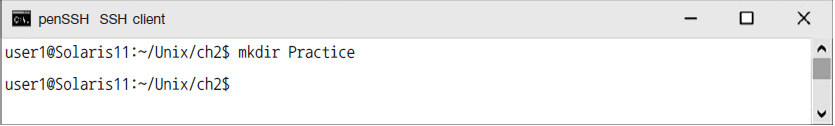 penSSH SSH client
user1@Solaris11:~/Unix/ch2$ mkdir Practice
user1@Solaris11:~/Unix/ch2$